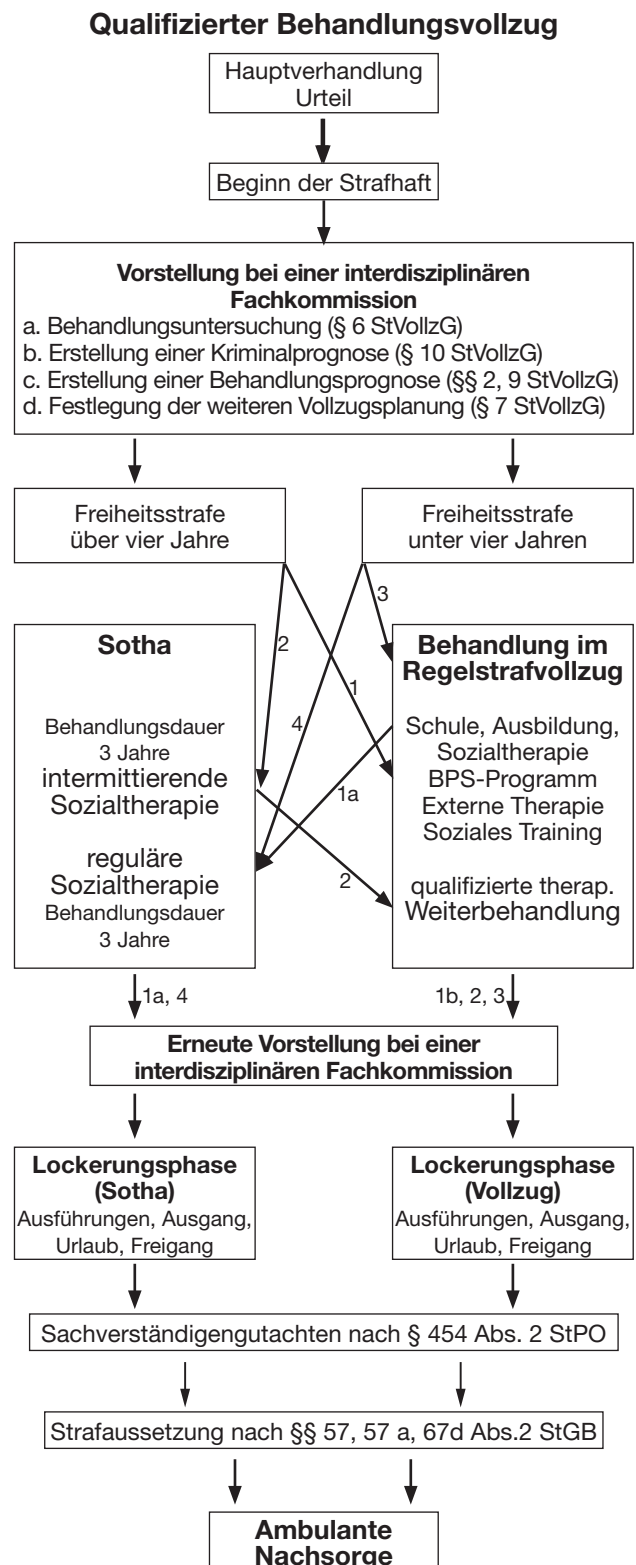 Qualifizierter Behandlungsvollzug
Hauptverhandlung
Urteil
Beginn der Strafhaft
Vorstellung bei einer interdisziplinären
Fachkommission
a. Behandlungsuntersuchung (§ 6 StVollzG)
b. Erstellung einer Kriminalprognose (§ 10 StVollzG)
c. Erstellung einer Behandlungsprognose (§§ 2, 9 StVollzG)
d. Festlegung der weiteren Vollzugsplanung (§ 7 StVollzG)
Freiheitsstrafe
über vier Jahre
Freiheitsstrafe
unter vier Jahren
3
2
1
4
1a
2
Sotha
Behandlungsdauer
3 Jahre
intermittierende
Sozialtherapie
reguläre
Sozialtherapie
Behandlungsdauer
3 Jahre
Behandlung im
Regelstrafvollzug
Schule, Ausbildung,
Sozialtherapie
BPS-Programm
Externe Therapie
Soziales Training
qualifizierte therap.
Weiterbehandlung
1a, 4
1b, 2, 3
Erneute Vorstellung bei einer
interdisziplinären Fachkommission
Lockerungsphase
(Sotha)
Ausführungen, Ausgang,
Urlaub, Freigang
Lockerungsphase
(Vollzug)
Ausführungen, Ausgang,
Urlaub, Freigang
Sachverständigengutachten nach § 454 Abs. 2 StPO
Strafaussetzung nach §§ 57, 57 a, 67d Abs.2 StGB
Ambulante
Nachsorge